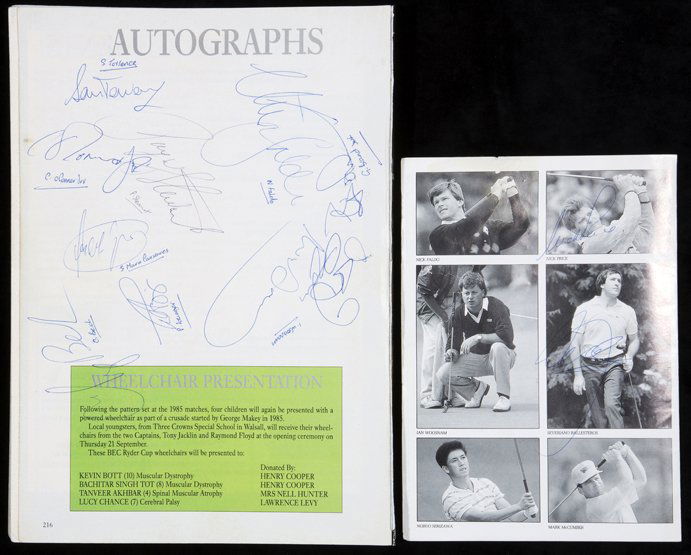 AUTOGRAPHS
S Torrance
C O'Connor Jnr
N Faldo
WHEELCHAIR PRESENTATION
Following the pattern set at the 1985 matches, four children will again be presented with a
powered wheelchair as part of a crusade started by George Makey in 1985.
Local youngsters, from Three Crowns Special School in Walsall, will receive their wheel-
chairs from the two Captains, Tony Jacklin and Raymond Floyd at the opening ceremony on
Thursday 21 September.
These BEC Ryder Cup wheelchairs will be presented to:
Donated By:
KEVIN BOTT (10) Muscular Dystrophy HENRY COOPER
BACHITAR SINGH TOT (8) Muscular Dystrophy HENRY COOPER
TANVEER AKHBAR (4) Spinal Muscular Atrophy MRS NELL HUNTER
LUCY CHANCE (7) Cerebral Palsy LAWRENCE LEVY
216
NICK FALDO
NICK PRICE
IAN WOOSNAM
SEVERIANO BALLESTEROS
NOBUO SERIZAWA
MARK McCUMBER